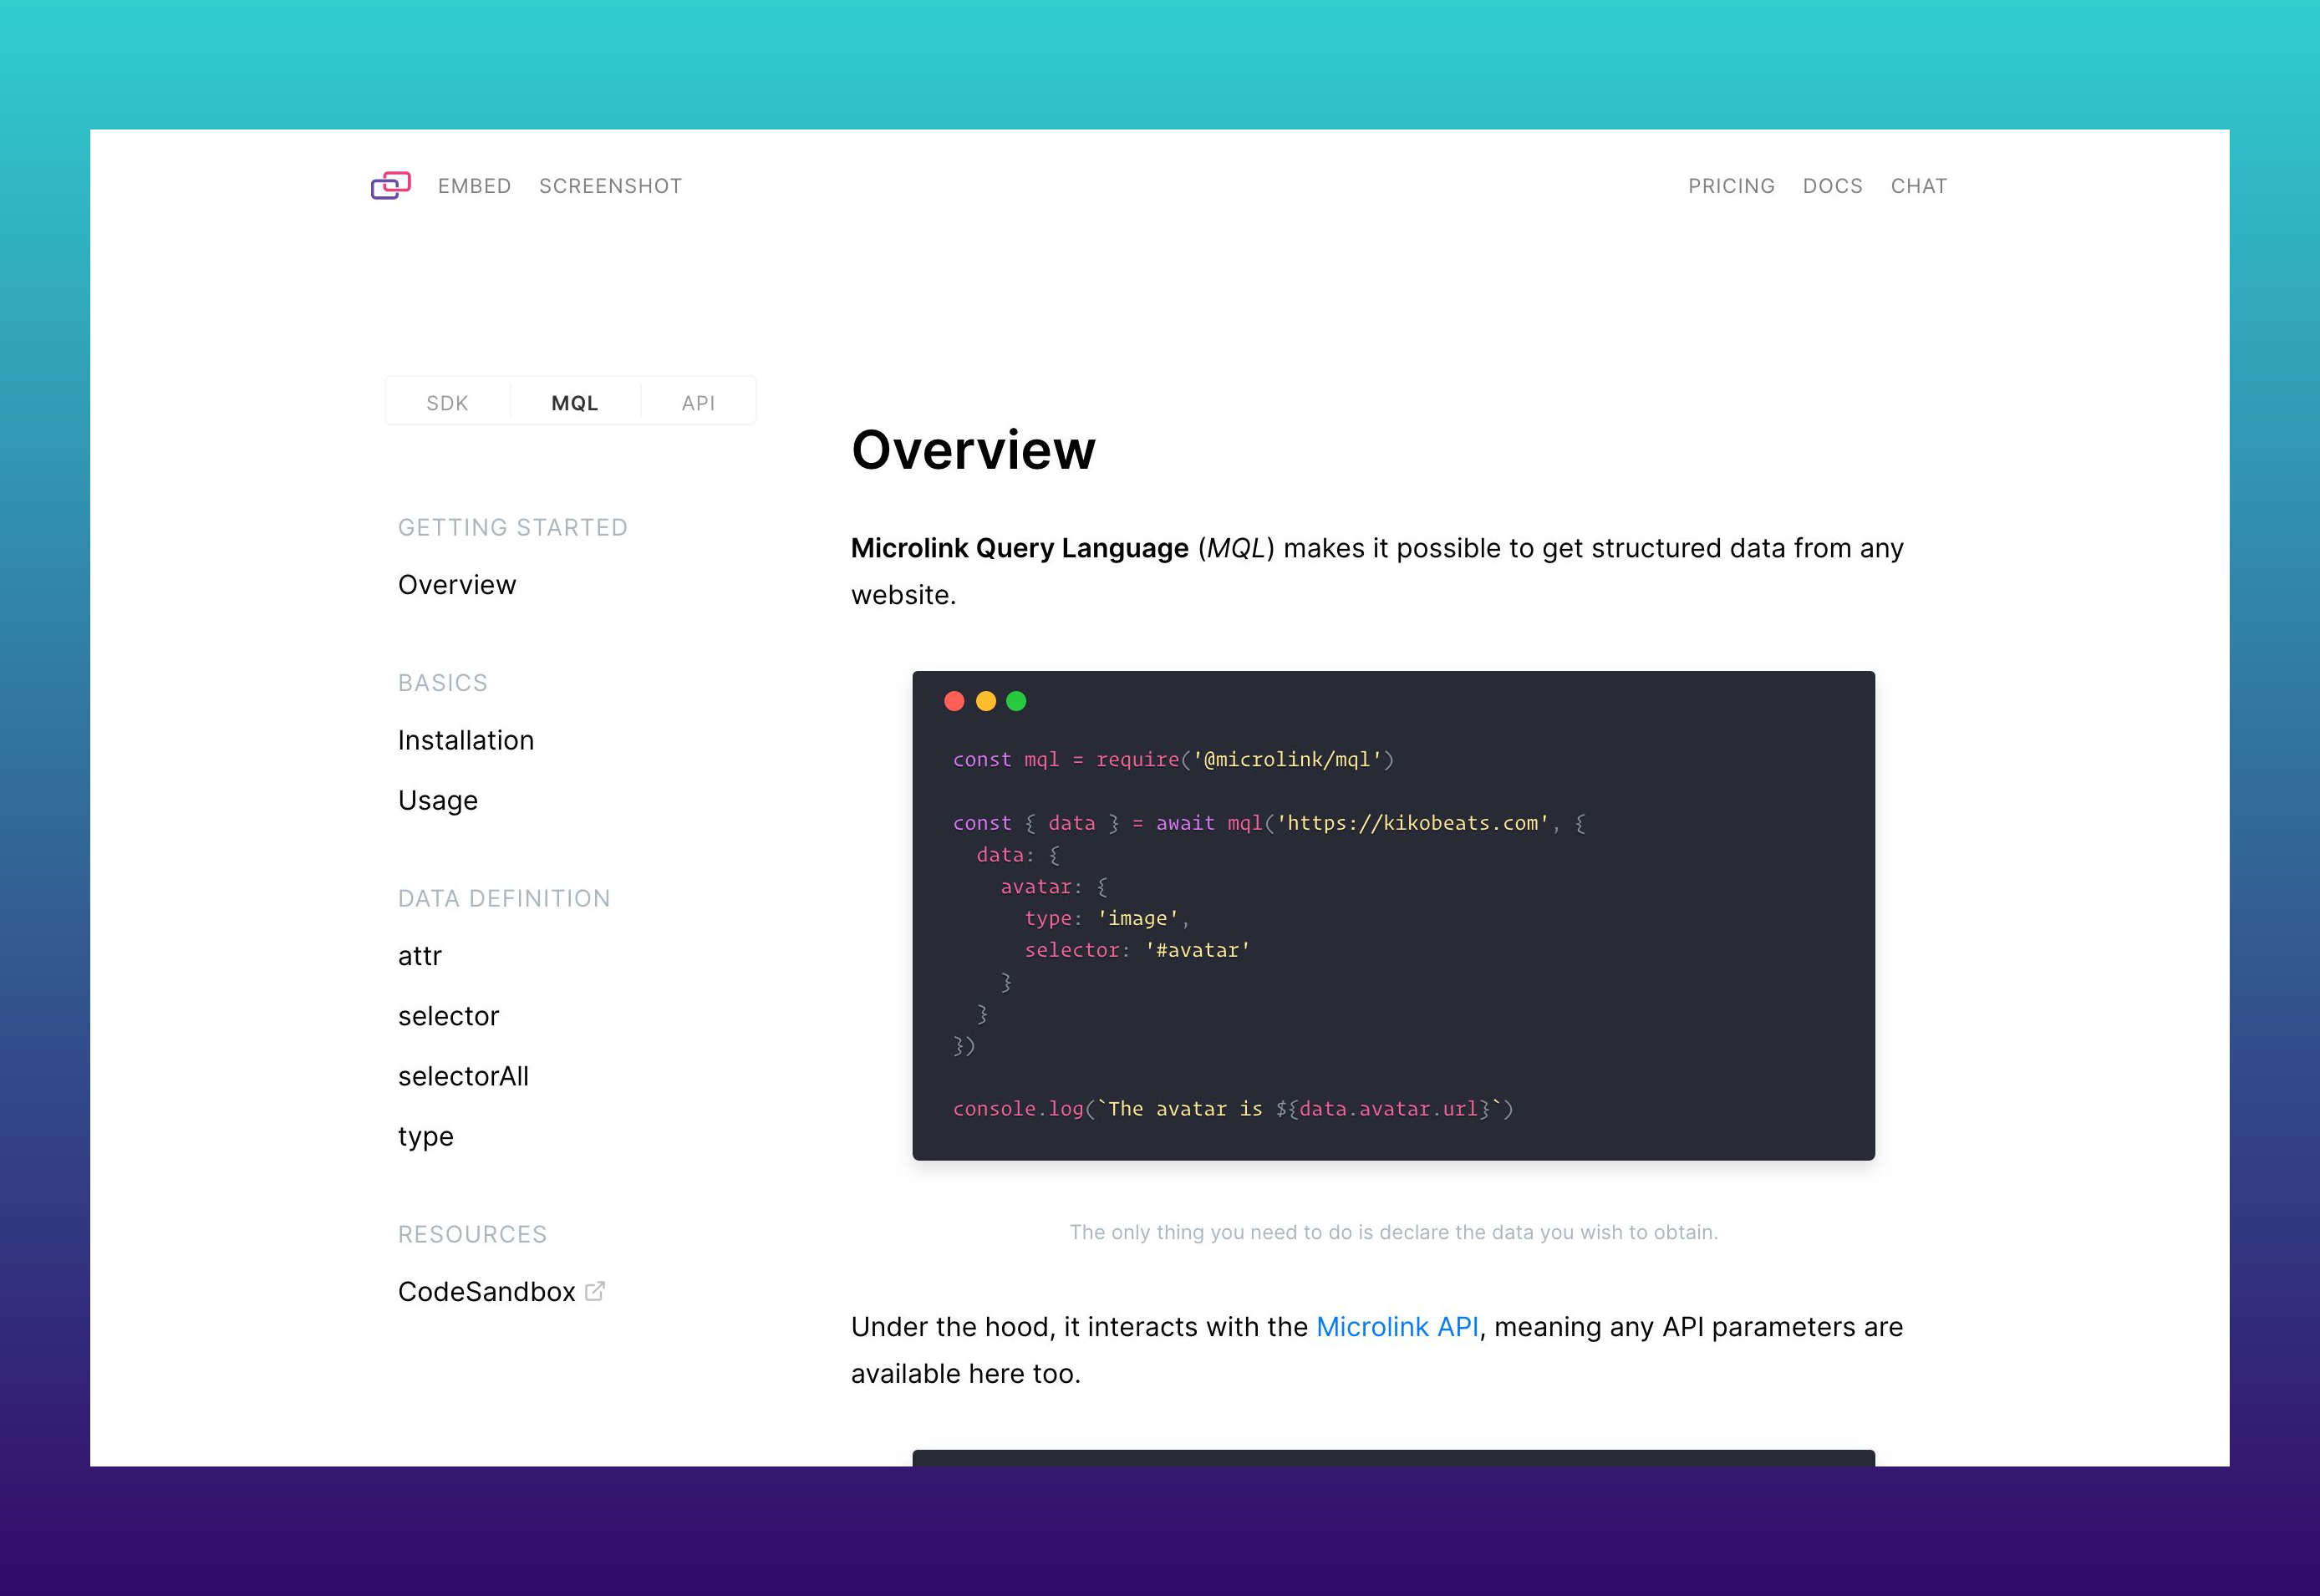 EMBED SCREENSHOT PRICING DOCS CHAT
SDK MQL API
GETTING STARTED
Overview
BASICS
Installation
Usage
DATA DEFINITION
attr
selector
selectorAll
type
RESOURCES
CodeSandbox
Overview
Microlink Query Language (MQL) makes it possible to get structured data from any
website.
const mql = require('@microlink/mql')
const { data } = await mql('https://kikobeats.com', {
  data: {
    avatar: {
      type: 'image',
      selector: '#avatar'
    }
  }
})
console.log(`The avatar is ${data.avatar.url}`)
The only thing you need to do is declare the data you wish to obtain.
Under the hood, it interacts with the Microlink API, meaning any API parameters are
available here too.